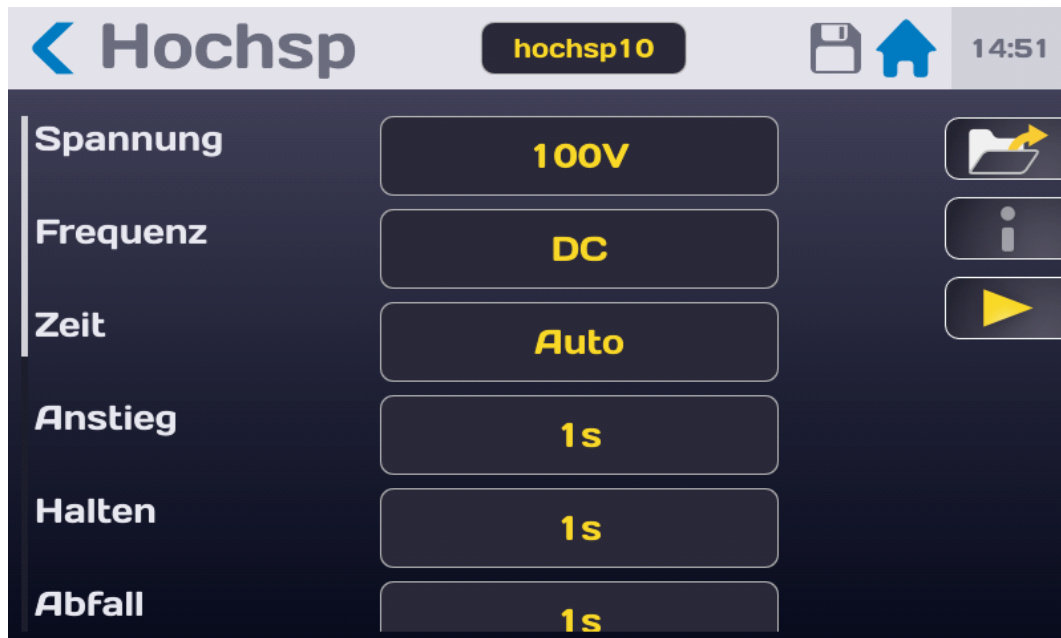 Hochsp hochsp10 14:51
Spannung 100V
Frequenz DC
Zeit Auto
Anstieg 1s
Halten 1s
Abfall 1s